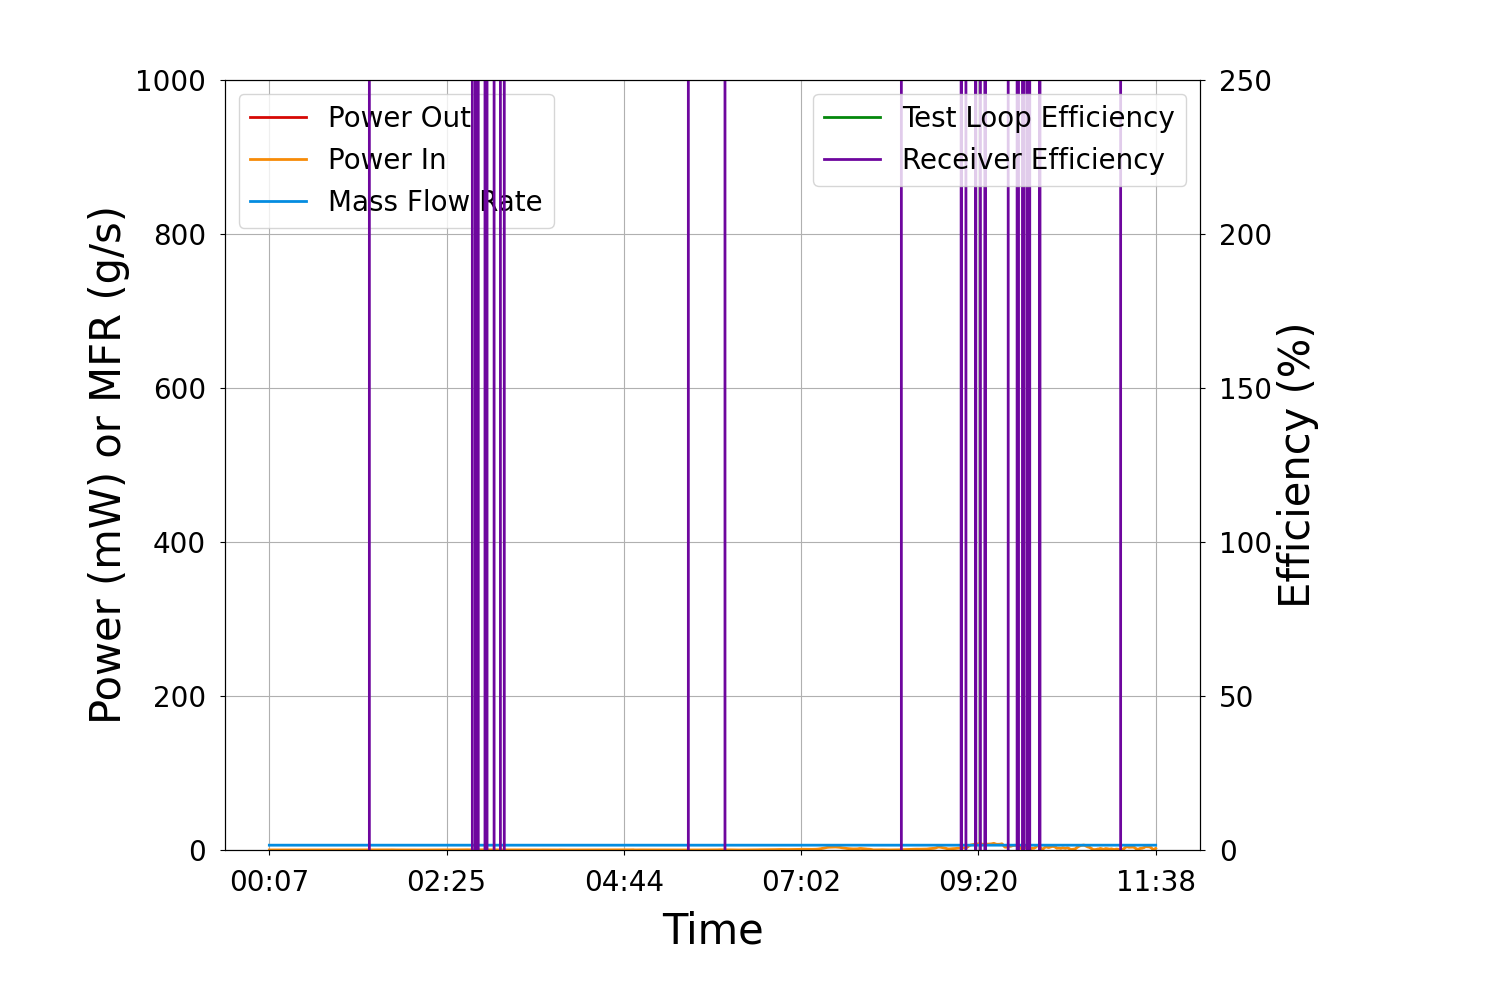 Power (mW) or MFR (g/s)
1000
800
600
400
200
0
Power Out
Power In
Mass Flow Rate
Test Loop Efficiency
Receiver Efficiency
250
200
150
100
50
0
Efficiency (%)
00:07 02:25 04:44 07:02 09:20 11:38
Time